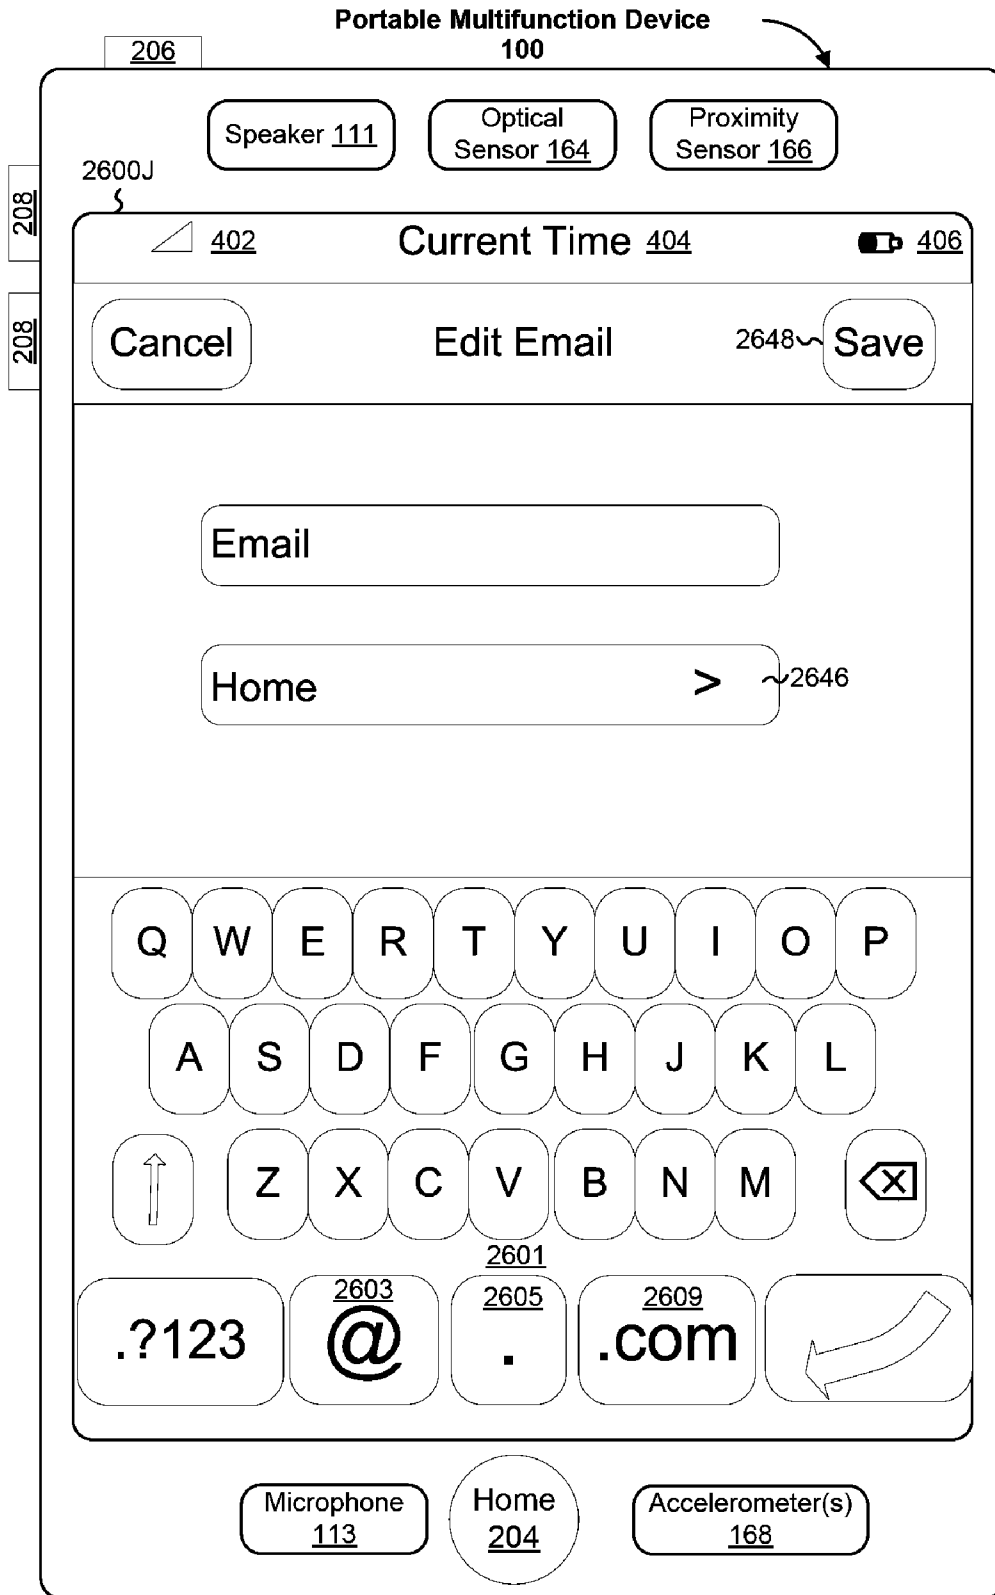 Portable Multifunction Device
100
206
Speaker 111
Optical
Sensor 164
Proximity
Sensor 166
2600J
208
208
402
Current Time 404
406
Cancel
Edit Email
2648
Save
Email
Home >
2646
Q W E R T Y U I O P
A S D F G H J K L
Z X C V B N M
2601
.?123
2603
@
2605
.
2609
.com
Microphone
113
Home
204
Accelerometer(s)
168